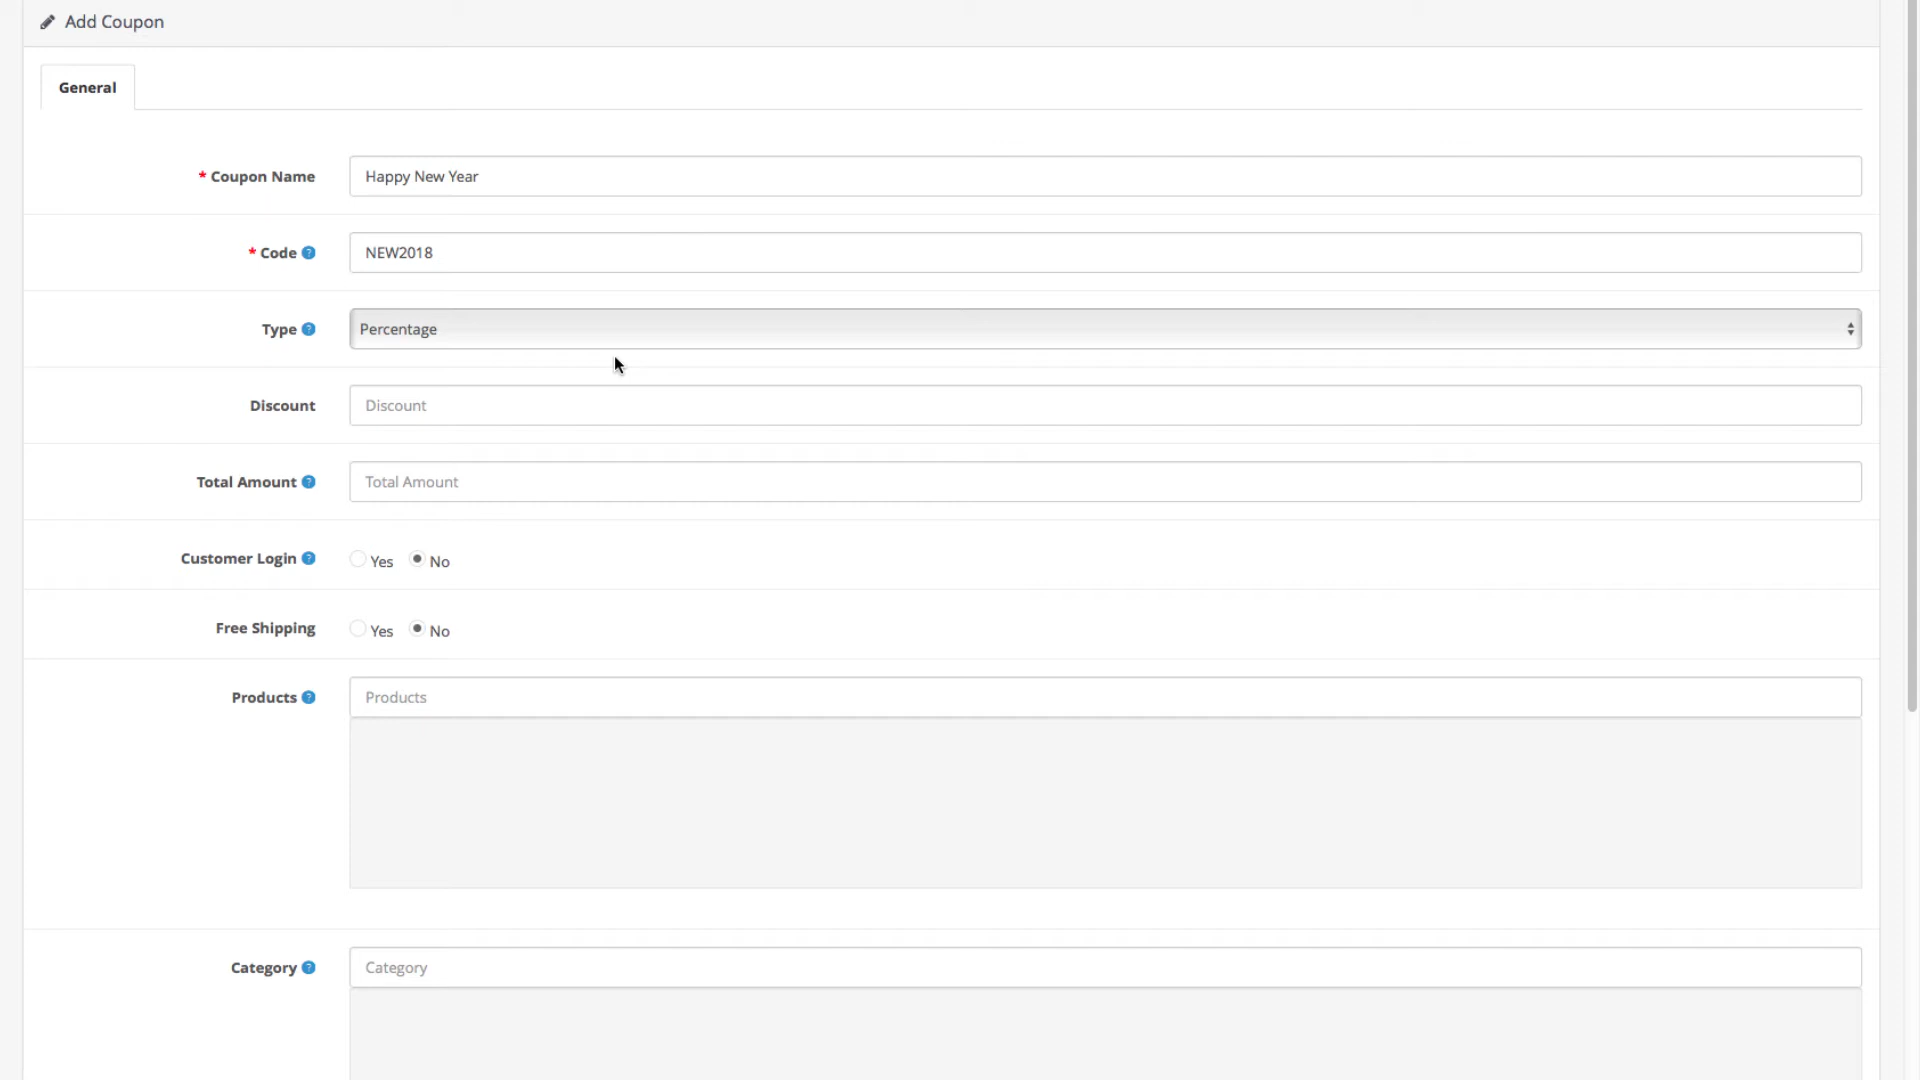 Add Coupon
General
* Coupon Name
Happy New Year
* Code ?
NEW2018
Type ?
Percentage
Discount
Discount
Total Amount ?
Total Amount
Customer Login ?
Yes No
Free Shipping
Yes No
Products ?
Products
Category ?
Category